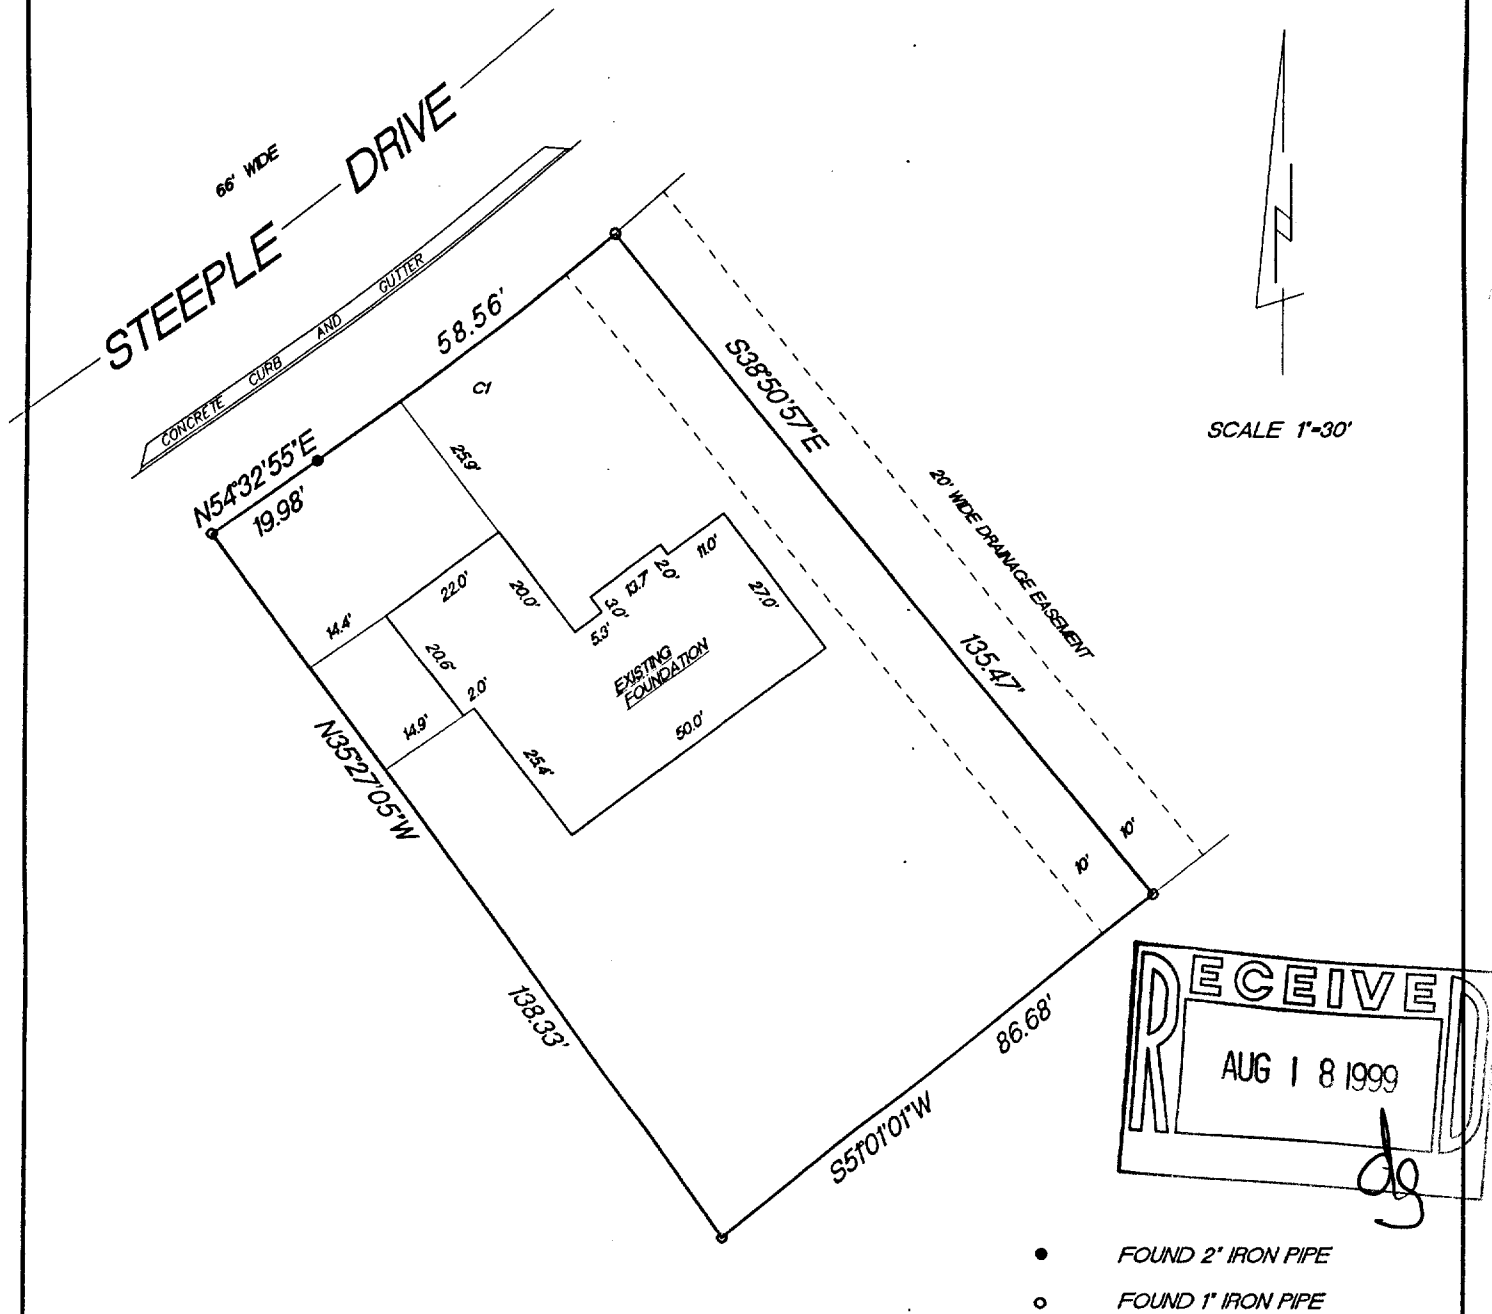 66' WIDE
STEEPLE DRIVE
CONCRETE CURB AND GUTTER
N
SCALE 1"=30'
58.56'
C1
N54°32'55"E
19.98'
S38°50'57"E
135.47'
20' WIDE DRAINAGE EASEMENT
25.9'
22.0'
20.0'
14.4'
20.6'
2.0'
14.9'
25.4'
5.3'
3.0'
13.7'
2.0'
11.0'
27.0'
50.0'
EXISTING
FOUNDATION
N35°27'05"W
138.33'
10'
10'
86.68'
S51°01'01"W
RECEIVED
AUG 18 1999
dg
● FOUND 2" IRON PIPE
○ FOUND 1" IRON PIPE